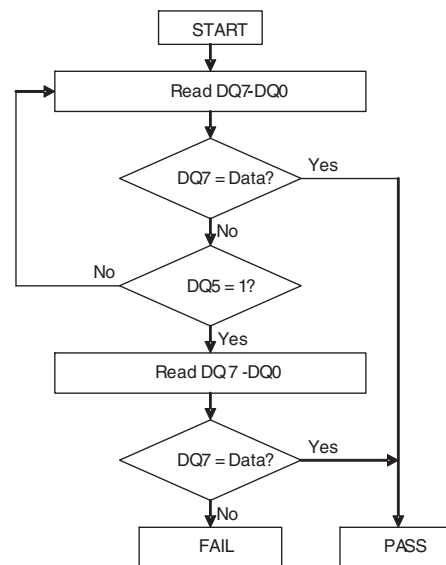 START
Read DQ7-DQ0
DQ7 = Data?
Yes
No
No
DQ5 = 1?
Yes
Read DQ 7 -DQ0
DQ7 = Data?
Yes
No
FAIL
PASS